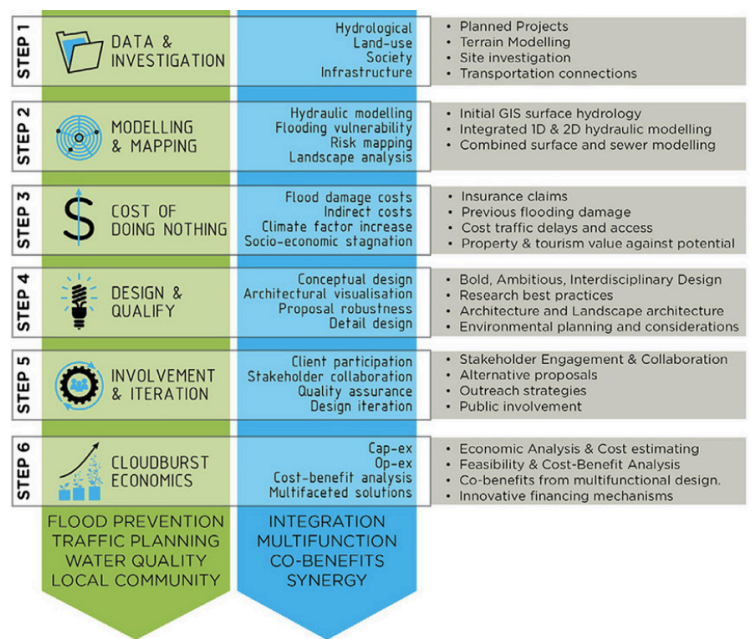 STEP 1
DATA &
INVESTIGATION
Hydrological
Land-use
Society
Infrastructure
• Planned Projects
• Terrain Modelling
• Site investigation
• Transportation connections
STEP 2
MODELLING
& MAPPING
Hydraulic modelling
Flooding vulnerability
Risk mapping
Landscape analysis
• Initial GIS surface hydrology
• Integrated 1D & 2D hydraulic modelling
• Combined surface and sewer modelling
STEP 3
$
COST OF
DOING NOTHING
Flood damage costs
Indirect costs
Climate factor increase
Socio-economic stagnation
• Insurance claims
• Previous flooding damage
• Cost traffic delays and access
• Property & tourism value against potential
STEP 4
DESIGN &
QUALIFY
Conceptual design
Architectural visualisation
Proposal robustness
Detail design
• Bold, Ambitious, Interdisciplinary Design
• Research best practices
• Architecture and Landscape architecture
• Environmental planning and considerations
STEP 5
INVOLVEMENT
& ITERATION
Client participation
Stakeholder collaboration
Quality assurance
Design iteration
• Stakeholder Engagement & Collaboration
• Alternative proposals
• Outreach strategies
• Public involvement
STEP 6
CLOUDBURST
ECONOMICS
Cap-ex
Op-ex
Cost-benefit analysis
Multifaceted solutions
• Economic Analysis & Cost estimating
• Feasibility & Cost-Benefit Analysis
• Co-benefits from multifunctional design.
• Innovative financing mechanisms
FLOOD PREVENTION
TRAFFIC PLANNING
WATER QUALITY
LOCAL COMMUNITY
INTEGRATION
MULTIFUNCTION
CO-BENEFITS
SYNERGY